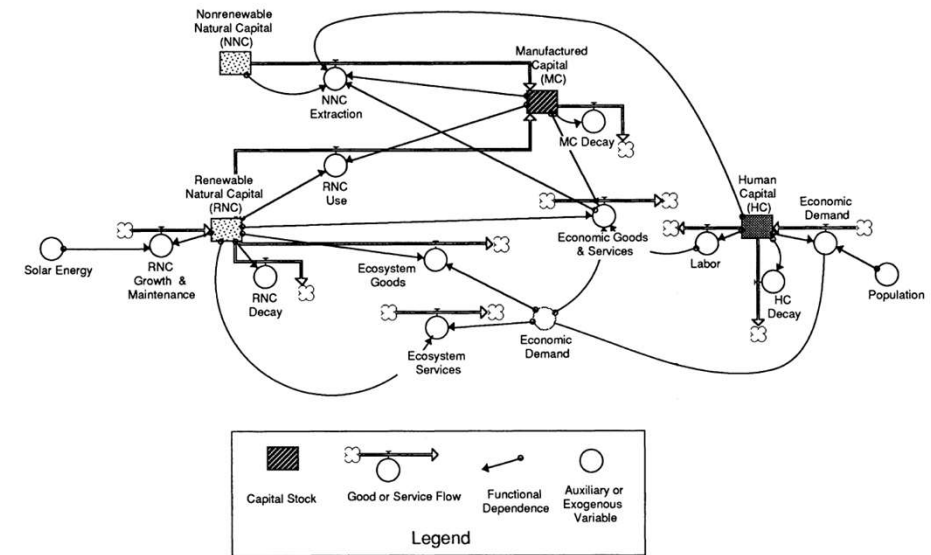 Nonrenewable
Natural Capital
(NNC)
Manufactured
Capital
(MC)
NNC
Extraction
MC Decay
RNC
Use
Renewable
Natural Capital
(RNC)
Human
Capital
(HC)
Economic
Demand
Solar Energy
RNC
Growth &
Maintenance
RNC
Decay
Ecosystem
Goods
Economic Goods
& Services
Labor
HC
Decay
Population
Ecosystem
Services
Economic
Demand
Capital Stock
Good or Service Flow
Functional
Dependence
Auxiliary or
Exogenous
Variable
Legend